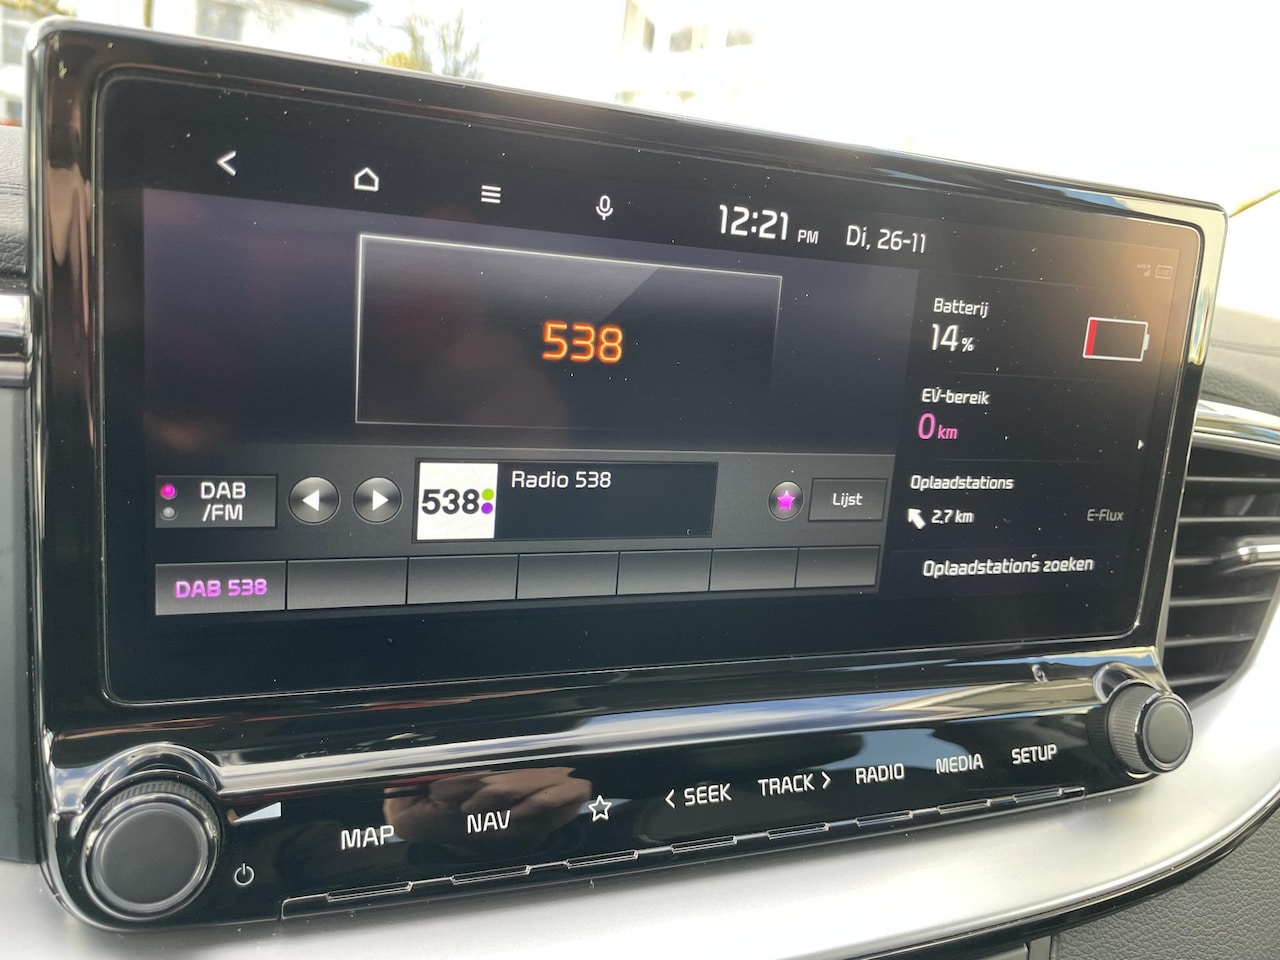 12:21 PM Di, 26-11
538
Batterij
14%
EV-bereik
0 km
DAB
/FM
538
Radio 538
Lijst
Oplaadstations
2,7 km E-Flux
DAB 538
Oplaadstations zoeken
MAP NAV < SEEK TRACK > RADIO MEDIA SETUP